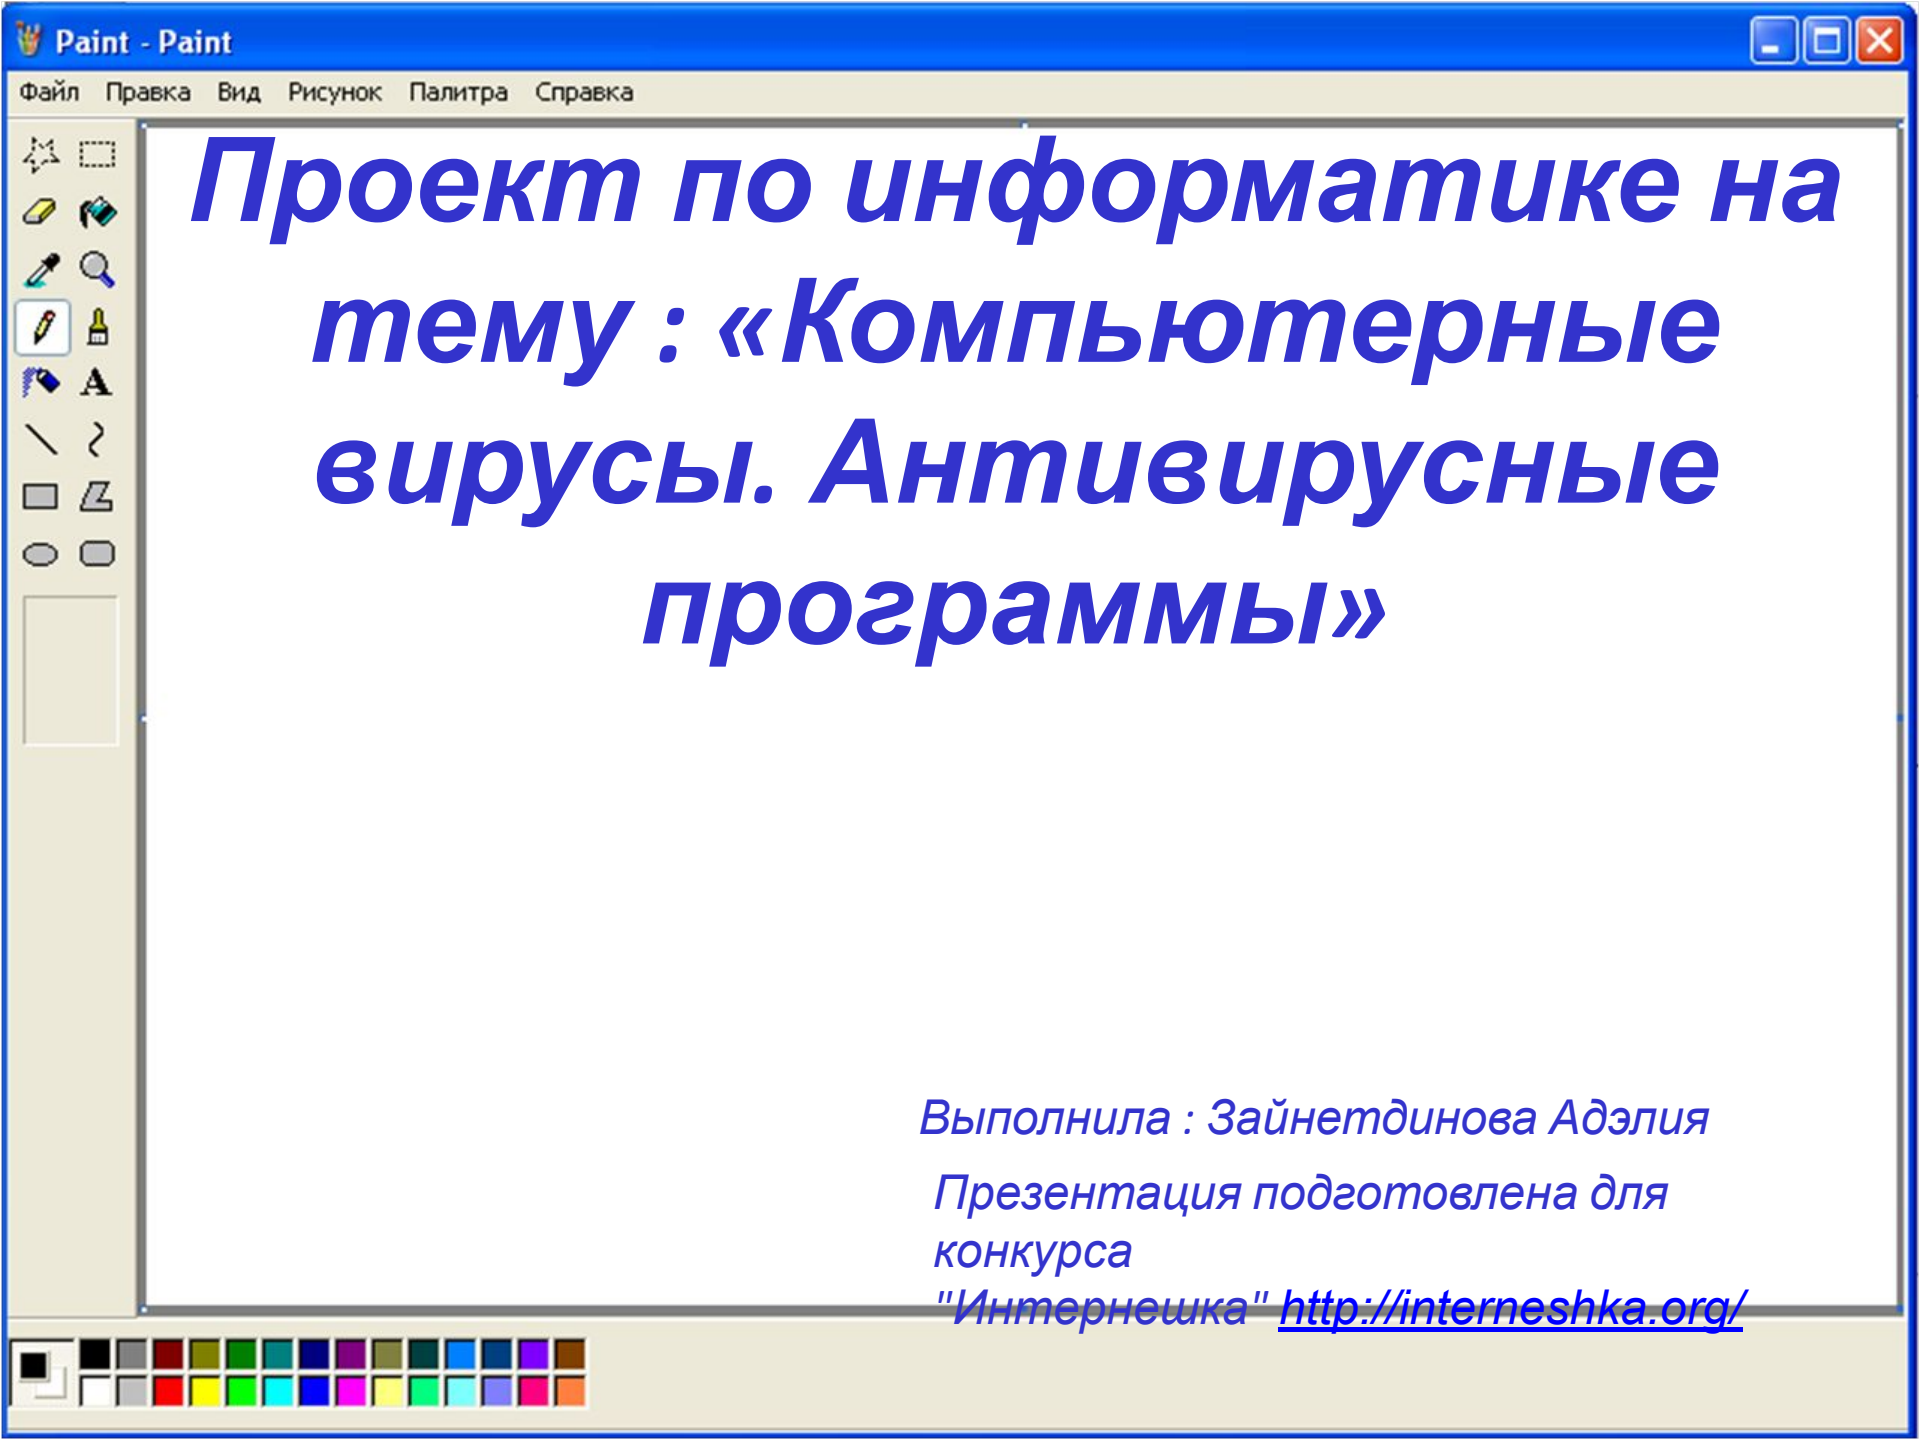 Paint - Paint
Файл Правка Вид Рисунок Палитра Справка
Проект по информатике на
тему : «Компьютерные
вирусы. Антивирусные
программы»
Выполнила : Зайнетдинова Адэлия
Презентация подготовлена для
конкурса
"Интернешка" http://interneshka.org/